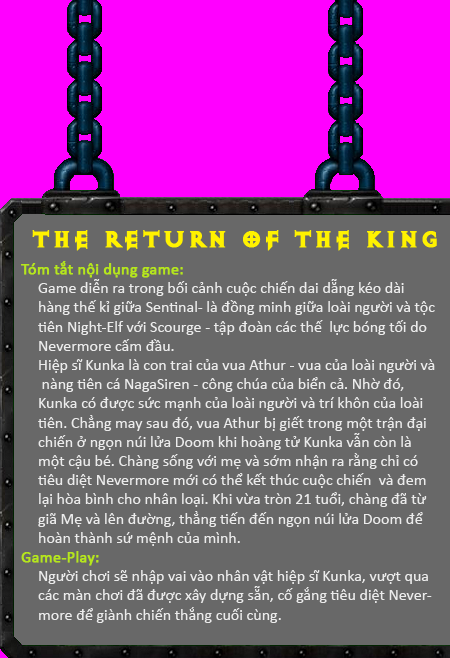 THE RETURN OF THE KING
Tóm tắt nội dụng game:
Game diễn ra trong bối cảnh cuộc chiến dai dẳng kéo dài
hàng thế kỉ giữa Sentinal- là đồng minh giữa loài người và tộc
tiên Night-Elf với Scourge - tập đoàn các thế lực bóng tối do
Nevermore cấm đầu.
Hiệp sĩ Kunka là con trai của vua Athur - vua của loài người và
nàng tiên cá NagaSiren - công chúa của biển cả. Nhờ đó,
Kunka có được sức mạnh của loài người và trí khôn của loài
tiên. Chẳng may sau đó, vua Athur bị giết trong một trận đại
chiến ở ngọn núi lửa Doom khi hoàng tử Kunka vẫn còn là
một cậu bé. Chàng sống với mẹ và sớm nhận ra rằng chỉ có
tiêu diệt Nevermore mới có thể kết thúc cuộc chiến và đem
lại hòa bình cho nhân loại. Khi vừa tròn 21 tuổi, chàng đã từ
giã Mẹ và lên đường, thẳng tiến đến ngọn núi lửa Doom để
hoàn thành sứ mệnh của mình.
Game-Play:
Người chơi sẽ nhập vai vào nhân vật hiệp sĩ Kunka, vượt qua
các màn chơi đã được xây dựng sẵn, cố gắng tiêu diệt Never-
more để giành chiến thắng cuối cùng.